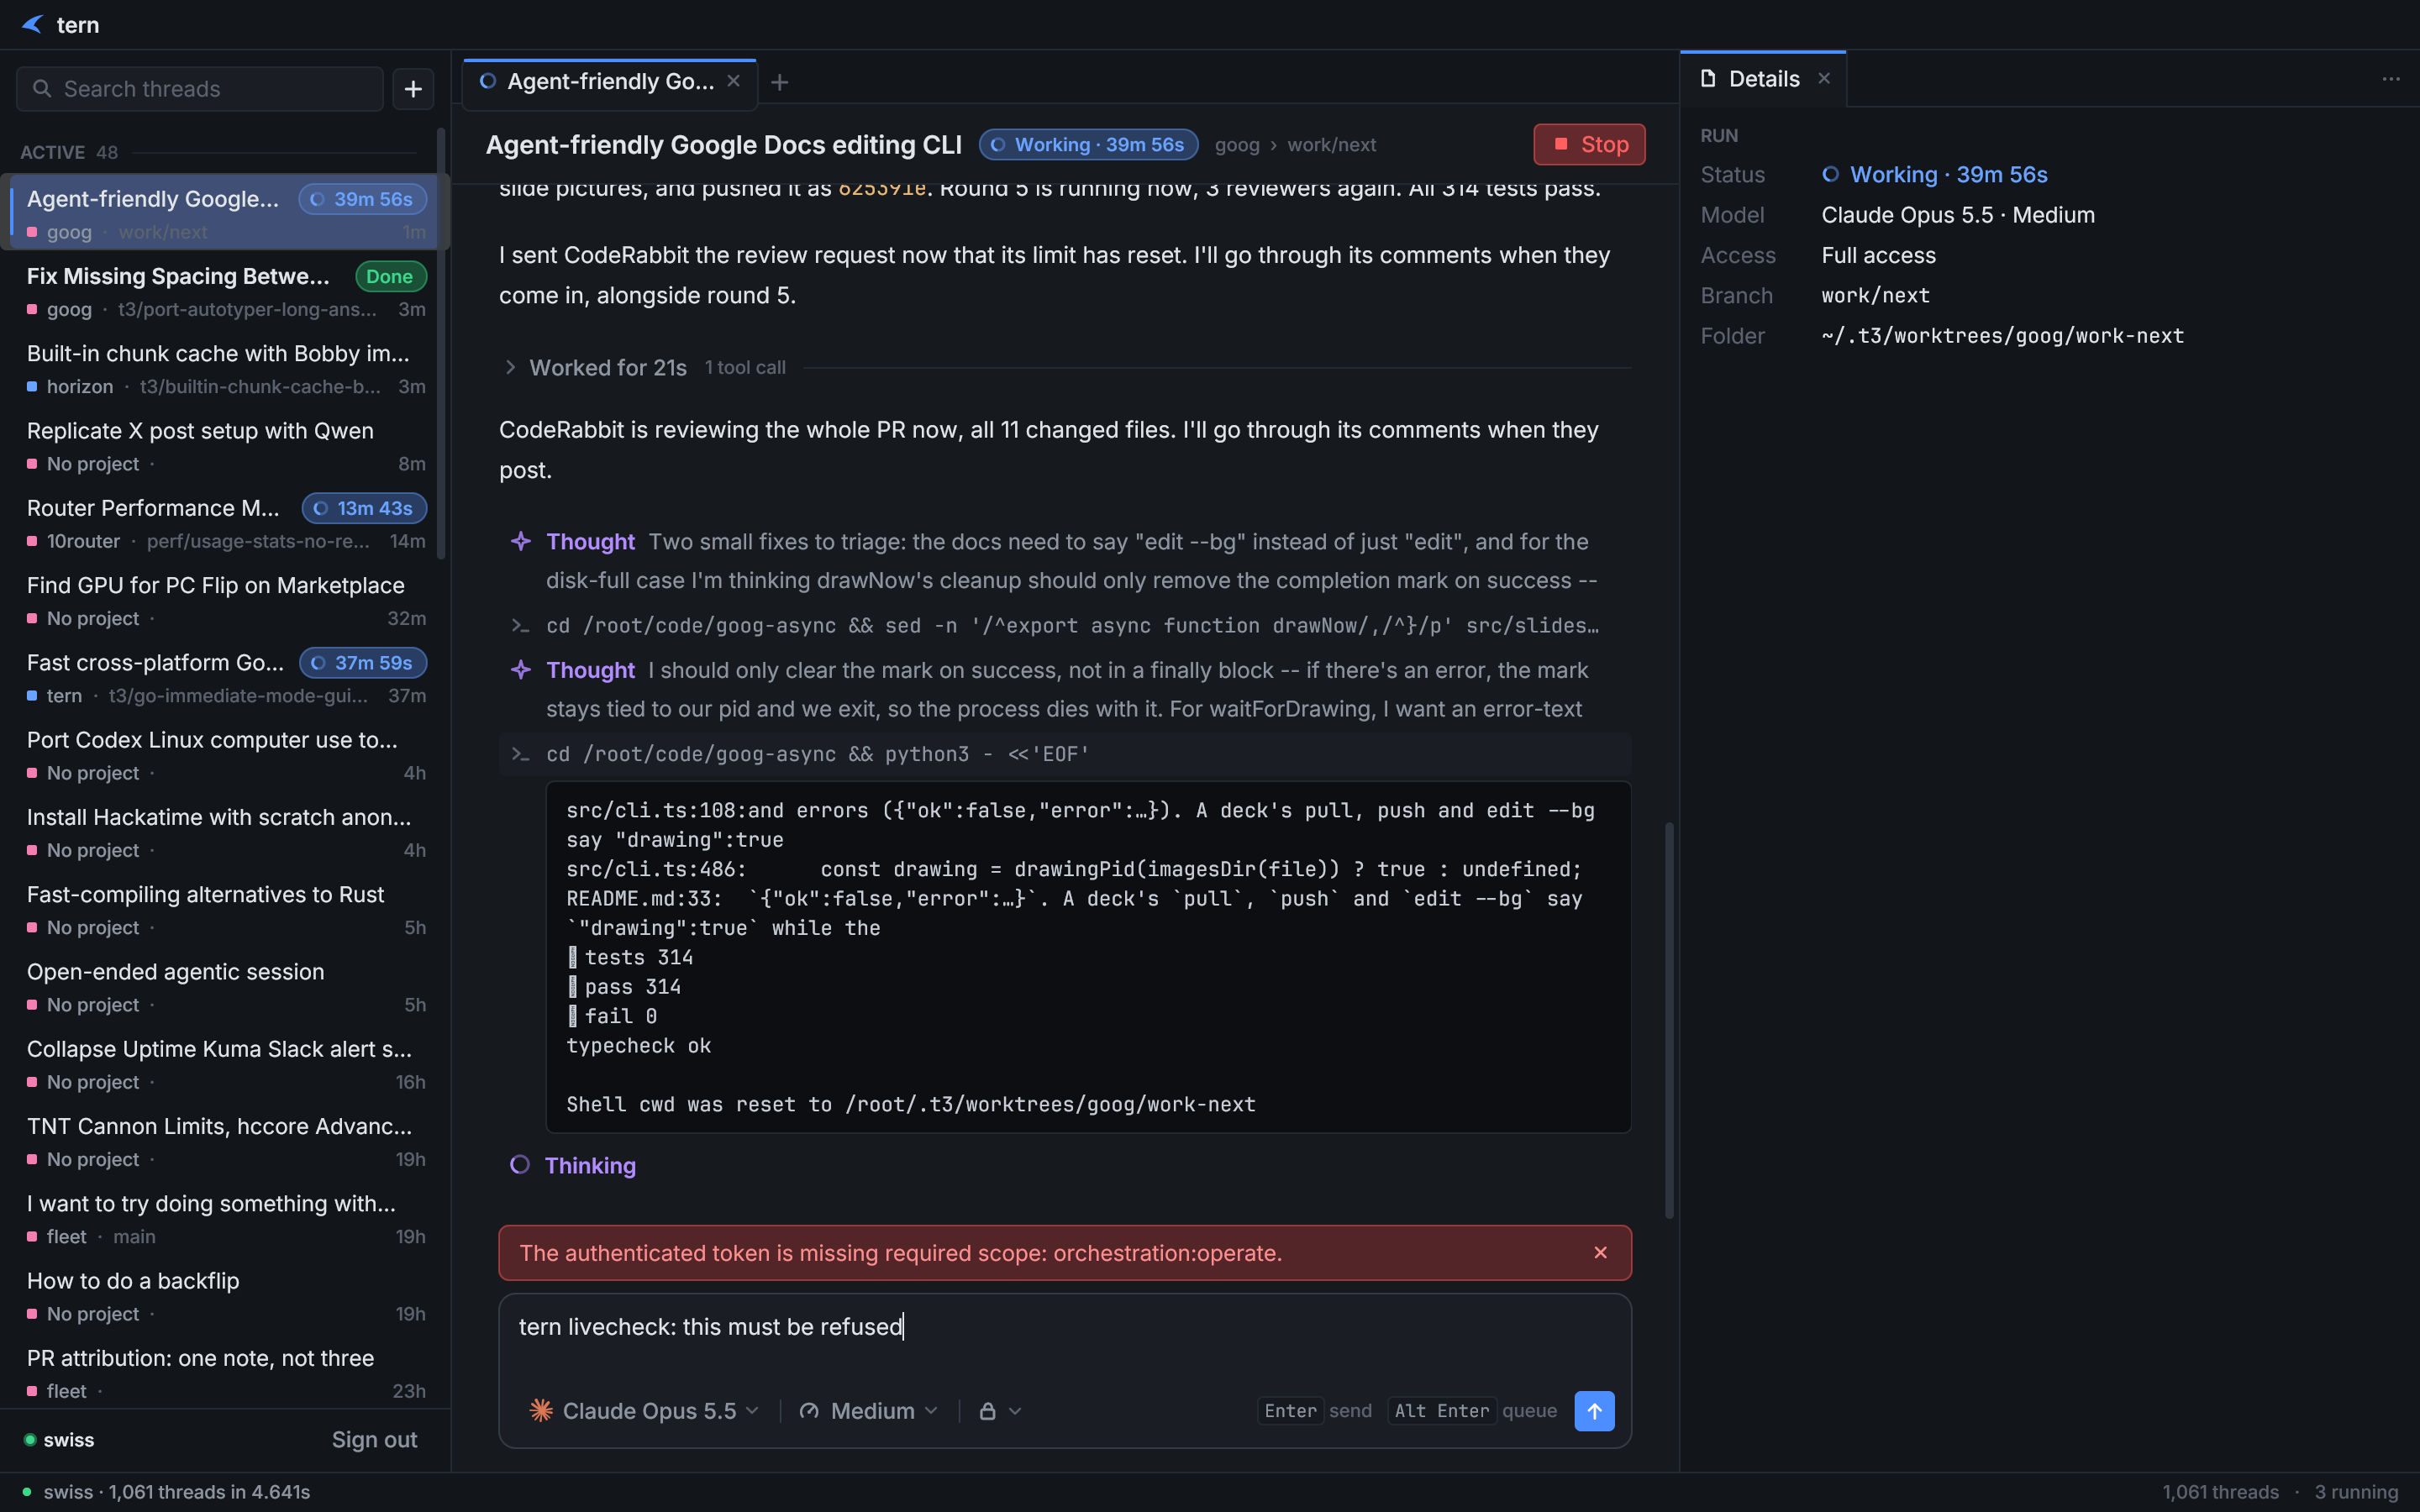 tern
Search threads
ACTIVE 48
Agent-friendly Google... 39m 56s
goog · work/next 1m
Fix Missing Spacing Betwe... Done
goog · t3/port-autotyper-long-ans... 3m
Built-in chunk cache with Bobby im...
horizon · t3/builtin-chunk-cache-b... 3m
Replicate X post setup with Qwen
No project · 8m
Router Performance M... 13m 43s
10router · perf/usage-stats-no-re... 14m
Find GPU for PC Flip on Marketplace
No project · 32m
Fast cross-platform Go... 37m 59s
tern · t3/go-immediate-mode-gui... 37m
Port Codex Linux computer use to...
No project · 4h
Install Hackatime with scratch anon...
No project · 4h
Fast-compiling alternatives to Rust
No project · 5h
Open-ended agentic session
No project · 5h
Collapse Uptime Kuma Slack alert s...
No project · 16h
TNT Cannon Limits, hccore Advanc...
No project · 19h
I want to try doing something with...
fleet · main 19h
How to do a backflip
No project · 19h
PR attribution: one note, not three
fleet · 23h
swiss Sign out
Agent-friendly Go...
Agent-friendly Google Docs editing CLI Working · 39m 56s goog › work/next Stop
slide pictures, and pushed it as 625391e. Round 5 is running now, 3 reviewers again. All 314 tests pass.
I sent CodeRabbit the review request now that its limit has reset. I'll go through its comments when they
come in, alongside round 5.
Worked for 21s 1 tool call
CodeRabbit is reviewing the whole PR now, all 11 changed files. I'll go through its comments when they
post.
Thought Two small fixes to triage: the docs need to say "edit --bg" instead of just "edit", and for the
disk-full case I'm thinking drawNow's cleanup should only remove the completion mark on success --
cd /root/code/goog-async && sed -n '/^export async function drawNow/,/^}/p' src/slides…
Thought I should only clear the mark on success, not in a finally block -- if there's an error, the mark
stays tied to our pid and we exit, so the process dies with it. For waitForDrawing, I want an error-text
cd /root/code/goog-async && python3 - <<'EOF'
src/cli.ts:108:and errors ({"ok":false,"error":…}). A deck's pull, push and edit --bg
say "drawing":true
src/cli.ts:486: const drawing = drawingPid(imagesDir(file)) ? true : undefined;
README.md:33: `{"ok":false,"error":…}`. A deck's `pull`, `push` and `edit --bg` say
`"drawing":true` while the
tests 314
pass 314
fail 0
typecheck ok
Shell cwd was reset to /root/.t3/worktrees/goog/work-next
Thinking
The authenticated token is missing required scope: orchestration:operate.
tern livecheck: this must be refused
Claude Opus 5.5 Medium Enter send Alt Enter queue
Details
RUN
Status Working · 39m 56s
Model Claude Opus 5.5 · Medium
Access Full access
Branch work/next
Folder ~/.t3/worktrees/goog/work-next
swiss · 1,061 threads in 4.641s
1,061 threads · 3 running